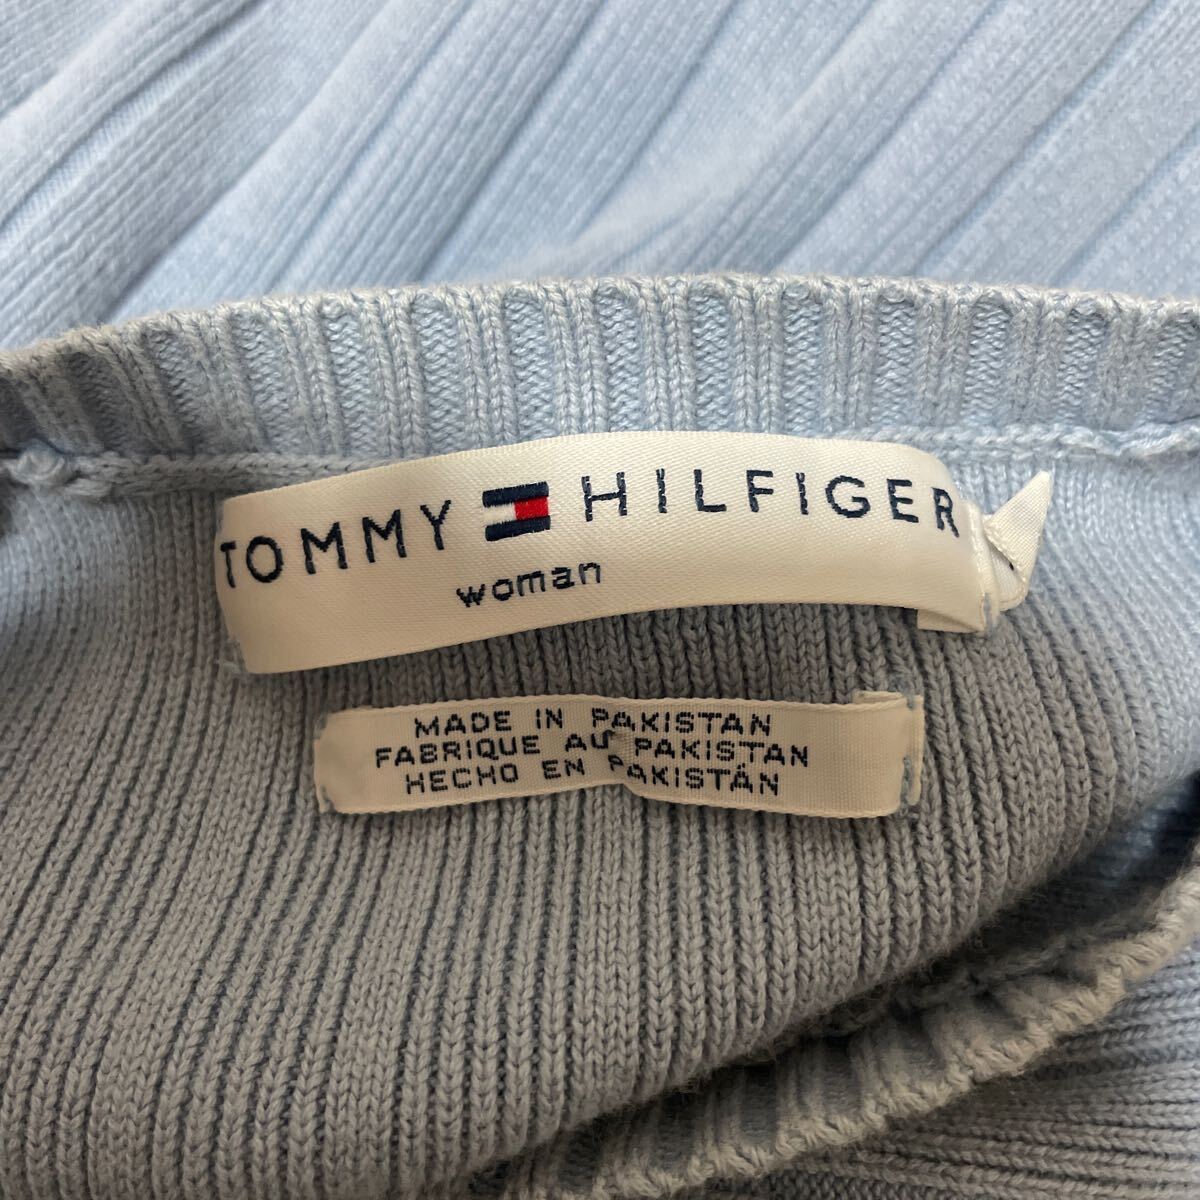 TOMMY HILFIGER
woman
MADE IN PAKISTAN
FABRIQUE AU PAKISTAN
HECHO EN PAKISTÁN